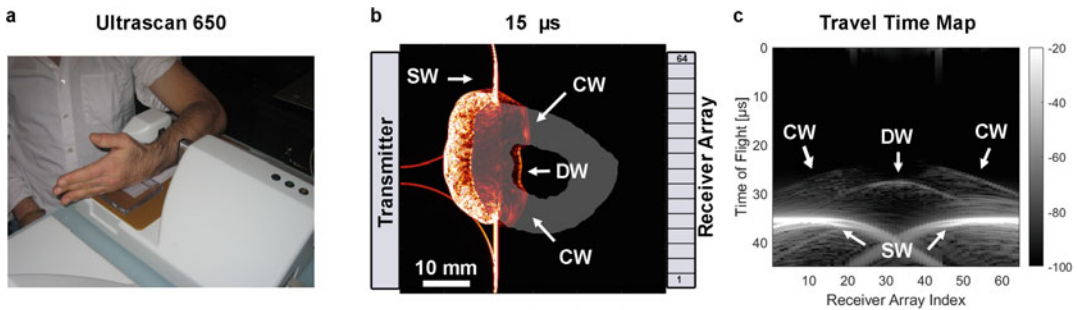 a
Ultrascan 650
b
15 µs
c
Travel Time Map
Transmitter
SW
CW
DW
CW
10 mm
64
Receiver Array
1
Time of Flight [µs]
0
10
20
30
40
CW
DW
CW
SW
10 20 30 40 50 60
Receiver Array Index
-20
-40
-60
-80
-100